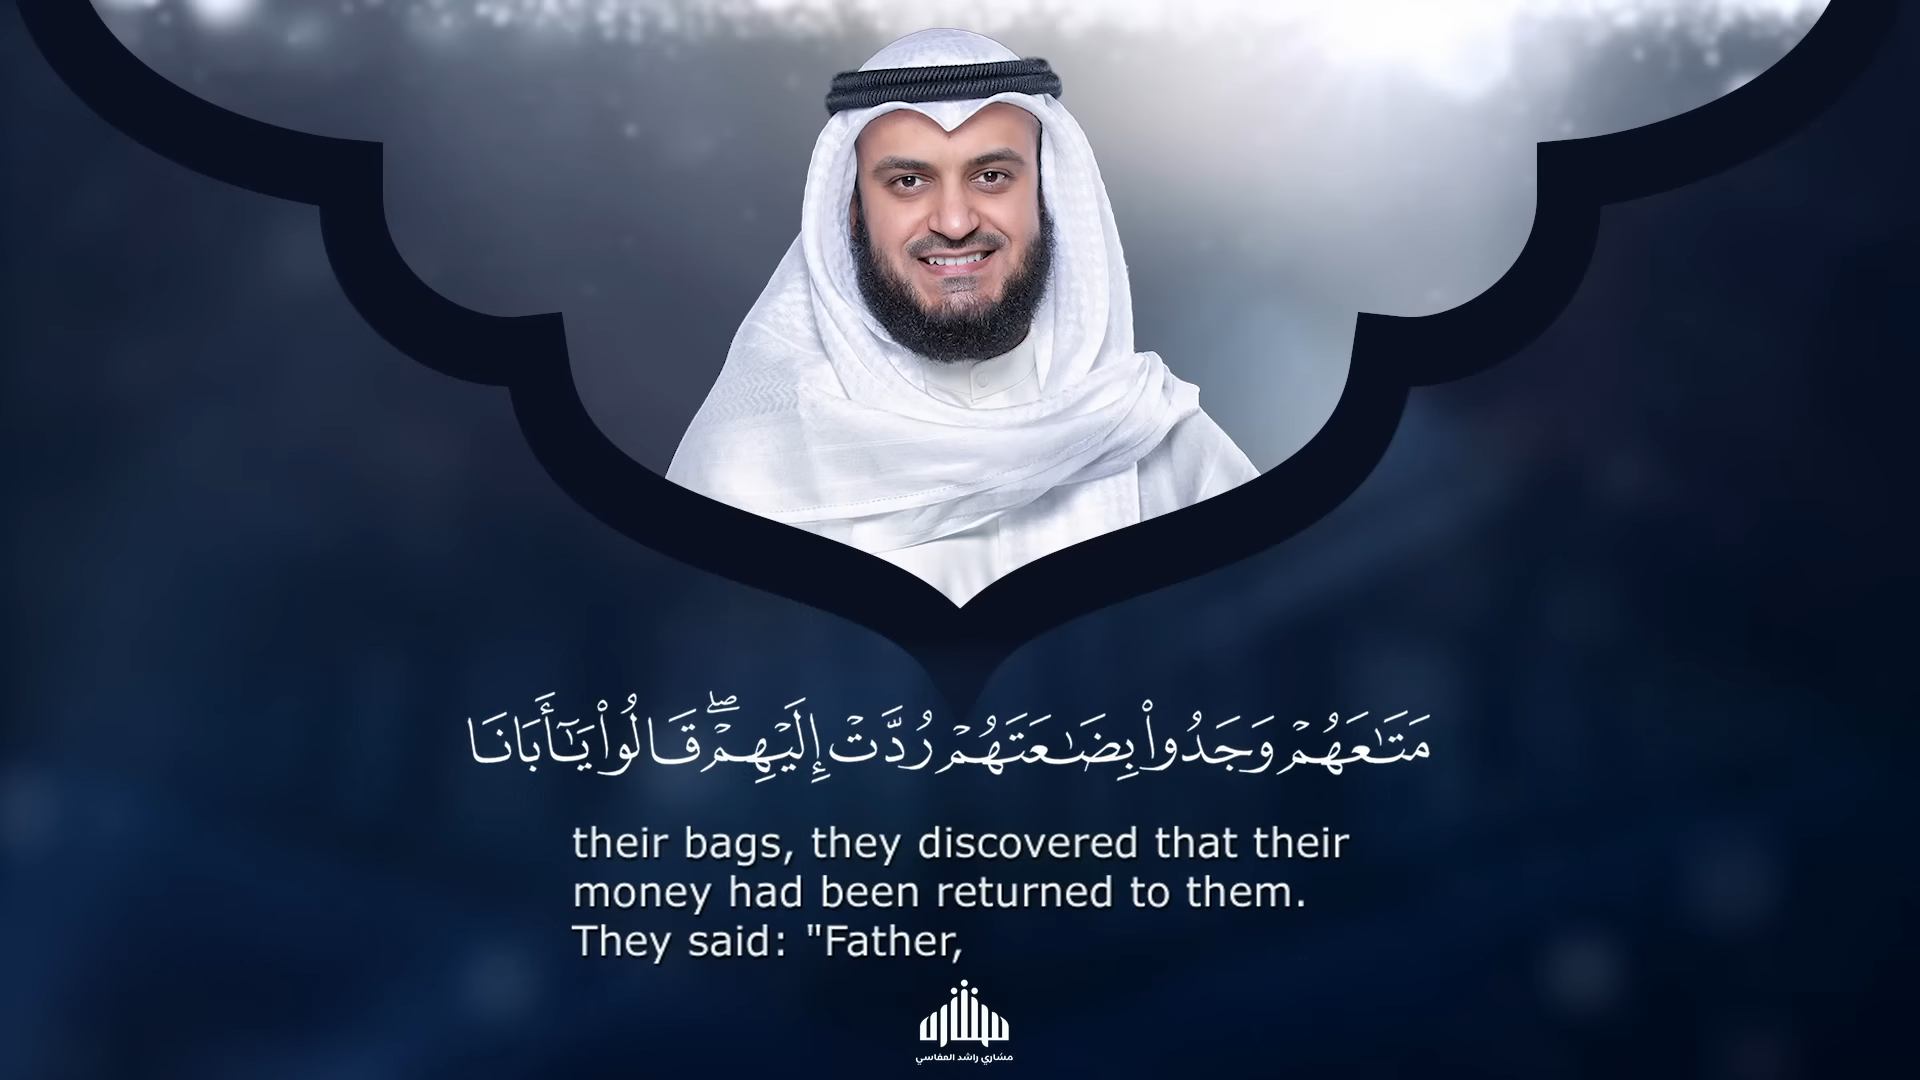 مَتَـٰعَهُمْ وَجَدُوا۟ بِضَـٰعَتَهُمْ رُدَّتْ إِلَيْهِمْ ۖ قَالُوا۟ يَـٰٓأَبَانَا
their bags, they discovered that their
money had been returned to them.
They said: "Father,
مشاري
مشاري راشد العفاسي